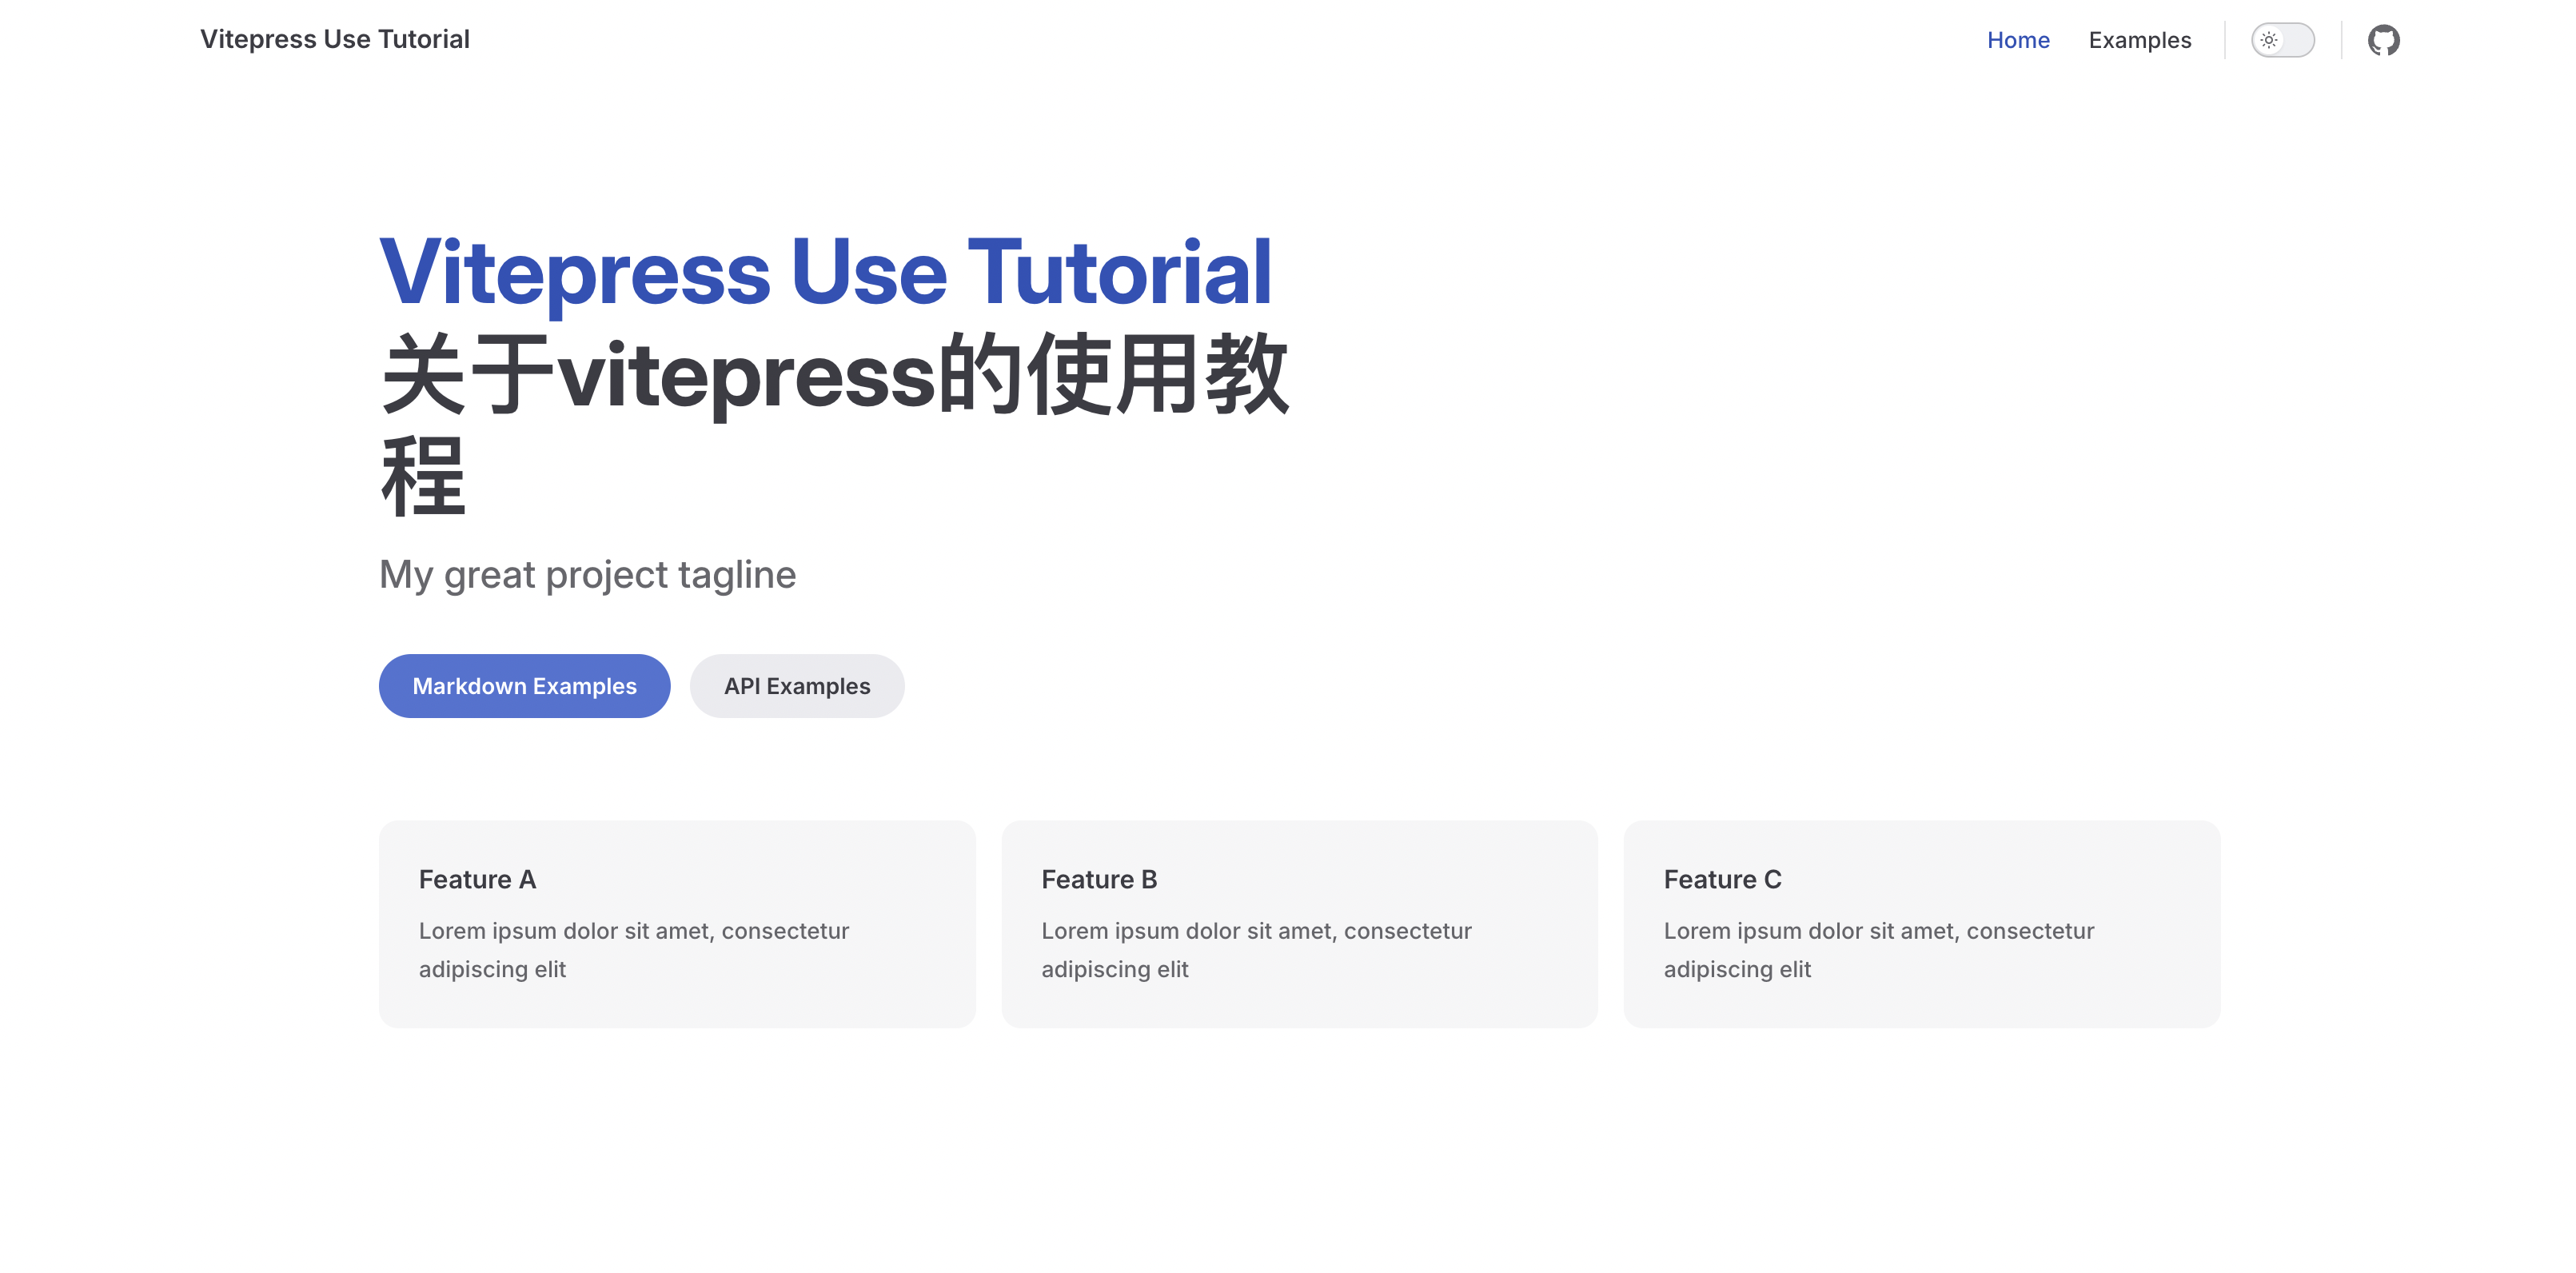 Vitepress Use Tutorial
Home Examples
Vitepress Use Tutorial
关于vitepress的使用教
程
My great project tagline
Markdown Examples API Examples
Feature A
Lorem ipsum dolor sit amet, consectetur
adipiscing elit
Feature B
Lorem ipsum dolor sit amet, consectetur
adipiscing elit
Feature C
Lorem ipsum dolor sit amet, consectetur
adipiscing elit